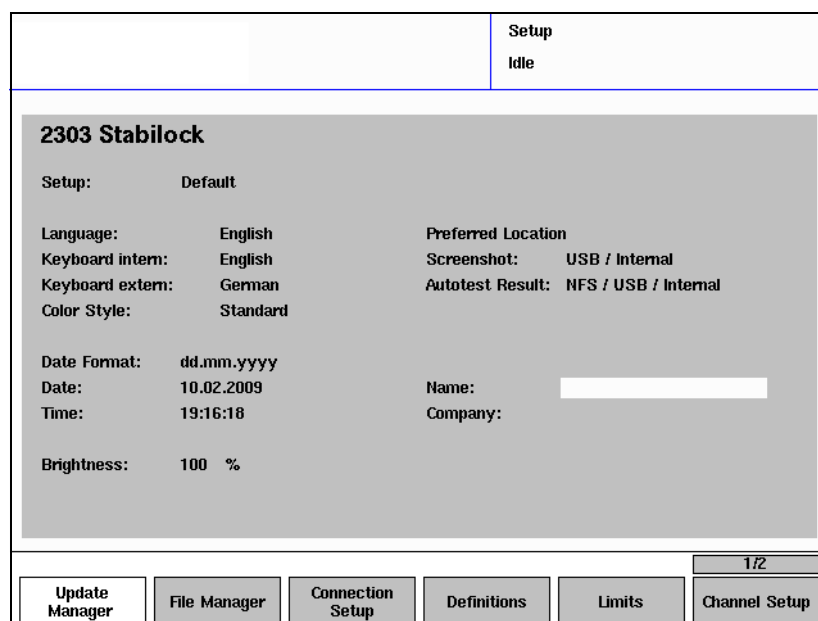 Setup
Idle
2303 Stabilock
Setup: Default
Language: English
Keyboard intern: English
Keyboard extern: German
Color Style: Standard
Preferred Location
Screenshot: USB / Internal
Autotest Result: NFS / USB / Internal
Date Format: dd.mm.yyyy
Date: 10.02.2009
Time: 19:16:18
Name:
Company:
Brightness: 100 %
1/2
Update Manager
File Manager
Connection Setup
Definitions
Limits
Channel Setup